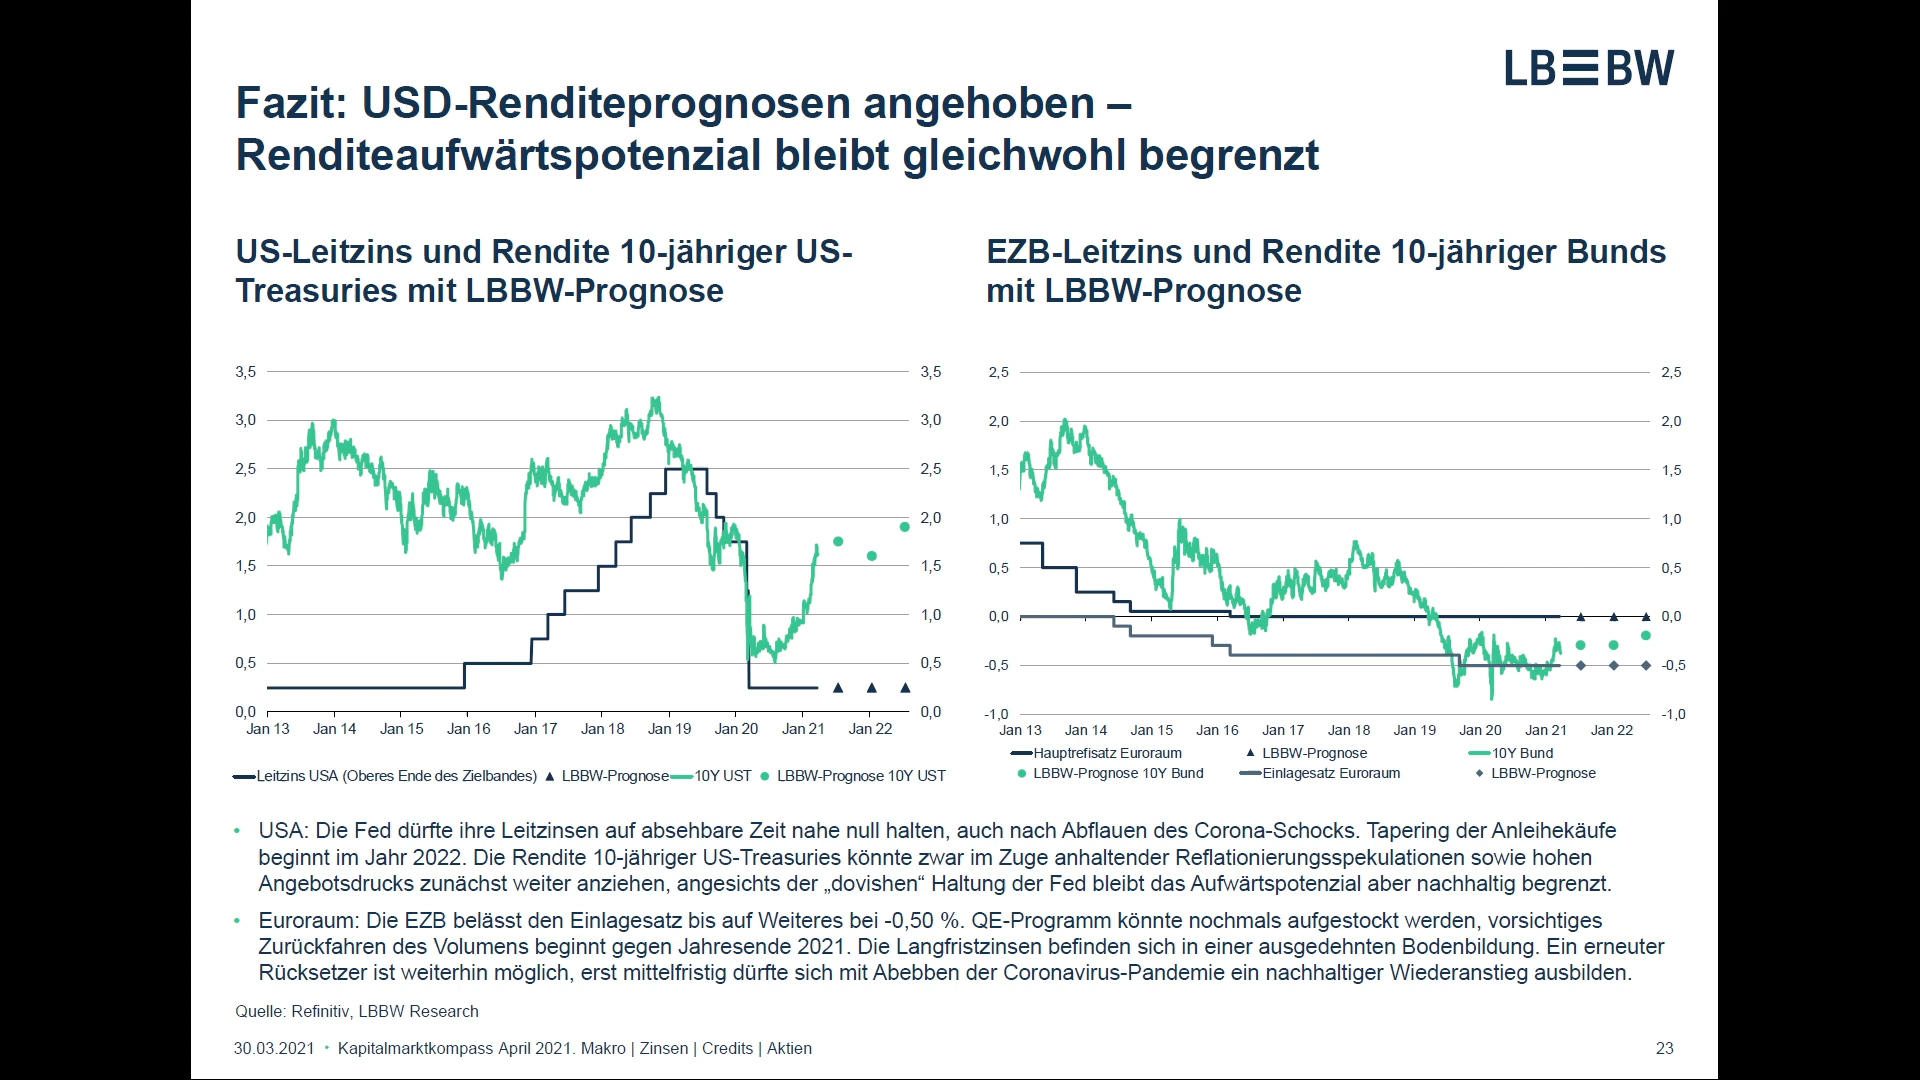 LBBW
Fazit: USD-Renditeprognosen angehoben –
Renditeaufwärtspotenzial bleibt gleichwohl begrenzt
US-Leitzins und Rendite 10-jähriger US-
Treasuries mit LBBW-Prognose
3,5 3,5
3,0 3,0
2,5 2,5
2,0 2,0
1,5 1,5
1,0 1,0
0,5 0,5
0,0 0,0
Jan 13 Jan 14 Jan 15 Jan 16 Jan 17 Jan 18 Jan 19 Jan 20 Jan 21 Jan 22
Leitzins USA (Oberes Ende des Zielbandes) LBBW-Prognose 10Y UST LBBW-Prognose 10Y UST
EZB-Leitzins und Rendite 10-jähriger Bunds
mit LBBW-Prognose
2,5 2,5
2,0 2,0
1,5 1,5
1,0 1,0
0,5 0,5
0,0 0,0
-0,5 -0,5
-1,0 -1,0
Jan 13 Jan 14 Jan 15 Jan 16 Jan 17 Jan 18 Jan 19 Jan 20 Jan 21 Jan 22
Hauptrefisatz Euroraum LBBW-Prognose 10Y Bund
LBBW-Prognose 10Y Bund Einlagesatz Euroraum LBBW-Prognose
• USA: Die Fed dürfte ihre Leitzinsen auf absehbare Zeit nahe null halten, auch nach Abflauen des Corona-Schocks. Tapering der Anleihekäufe
beginnt im Jahr 2022. Die Rendite 10-jähriger US-Treasuries könnte zwar im Zuge anhaltender Reflationierungsspekulationen sowie hohen
Angebotsdrucks zunächst weiter anziehen, angesichts der „dovishen“ Haltung der Fed bleibt das Aufwärtspotenzial aber nachhaltig begrenzt.
• Euroraum: Die EZB belässt den Einlagesatz bis auf Weiteres bei -0,50 %. QE-Programm könnte nochmals aufgestockt werden, vorsichtiges
Zurückfahren des Volumens beginnt gegen Jahresende 2021. Die Langfristzinsen befinden sich in einer ausgedehnten Bodenbildung. Ein erneuter
Rücksetzer ist weiterhin möglich, erst mittelfristig dürfte sich mit Abebben der Coronavirus-Pandemie ein nachhaltiger Wiederanstieg ausbilden.
Quelle: Refinitiv, LBBW Research
30.03.2021 • Kapitalmarktkompass April 2021. Makro | Zinsen | Credits | Aktien 23